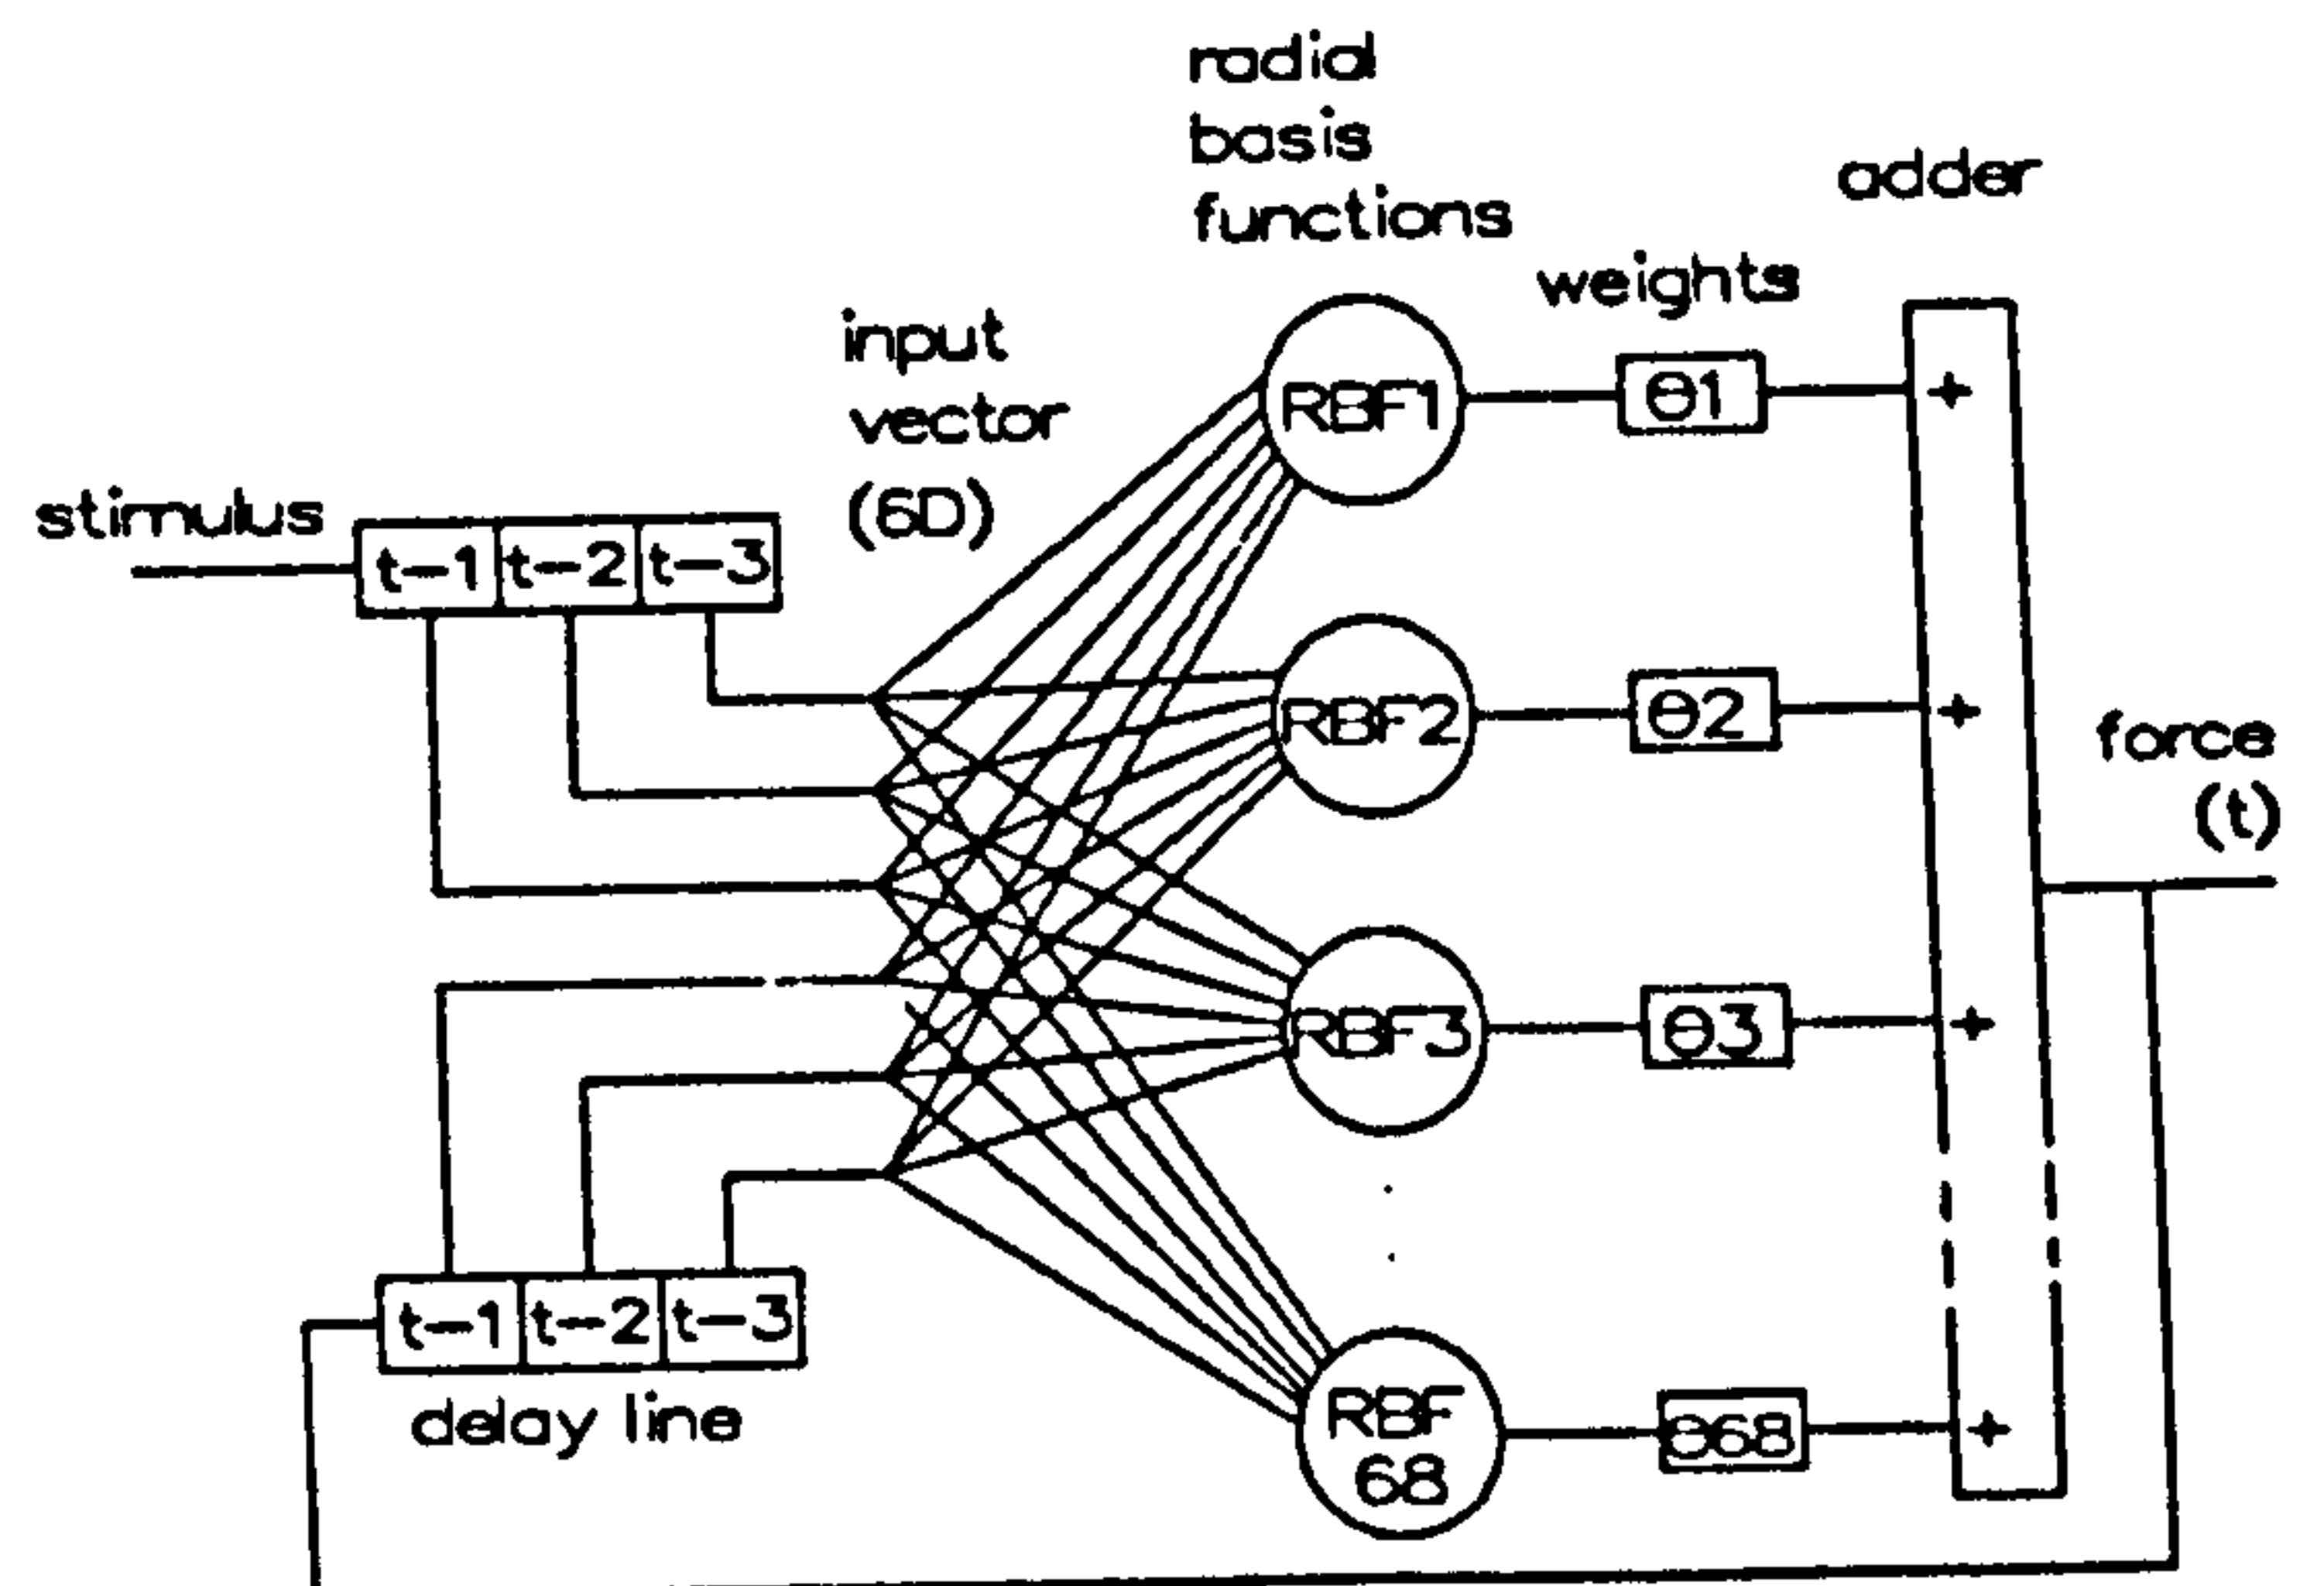 radial
basis
functions
adder
weights
input
vector
(6D)
stimulus
t-1 t-2 t-3
RBF1
θ1
+
RBF2
θ2
+
force
(t)
RBF3
θ3
+
t-1 t-2 t-3
delay line
RBF
68
θ68
+